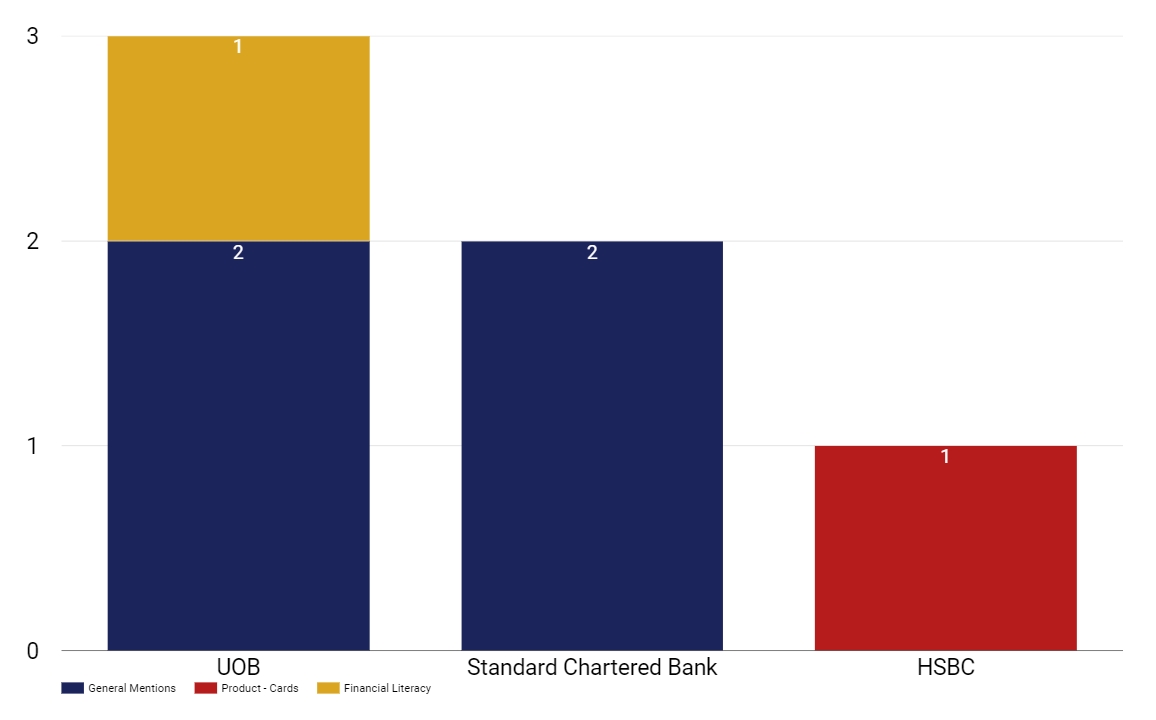 3
1
2
2
2
1
1
0
UOB
Standard Chartered Bank
HSBC
General Mentions
Product - Cards
Financial Literacy